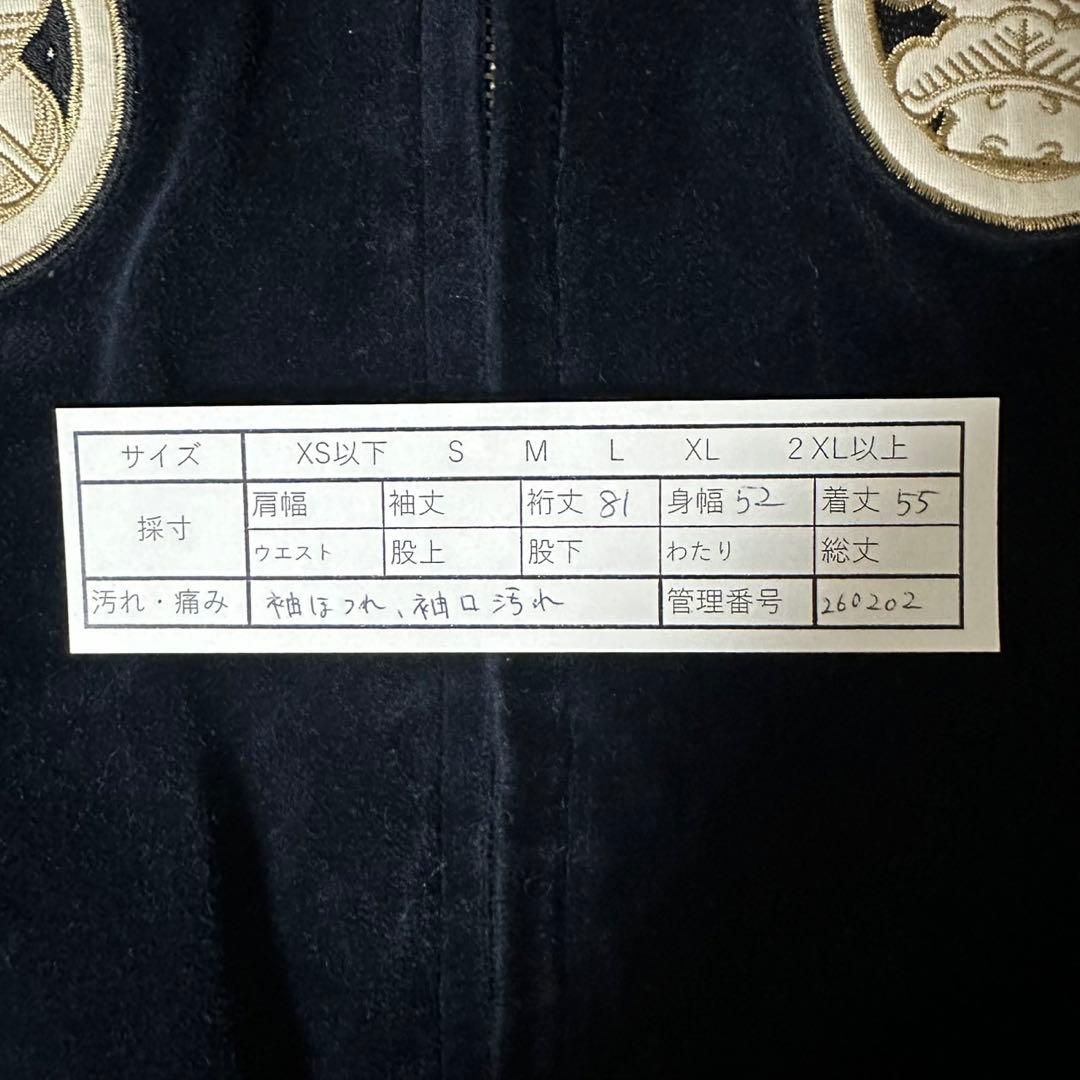 サイズ XS以下 S M L XL 2XL以上
採寸 肩幅 袖丈 裄丈 81 身幅 52 着丈 55
ウエスト 股上 股下 わたり 総丈
汚れ・痛み 袖ほつれ、袖口汚れ 管理番号 260202